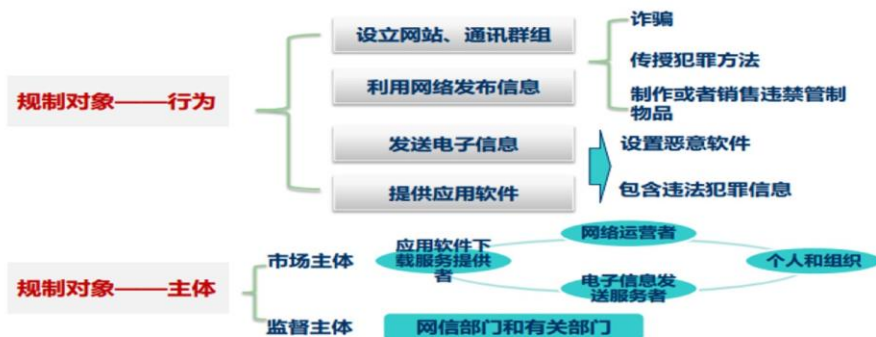 规制对象——行为
设立网站、通讯群组
利用网络发布信息
诈骗
传授犯罪方法
制作或者销售违禁管制
物品
发送电子信息
提供应用软件
设置恶意软件
包含违法犯罪信息
规制对象——主体
市场主体
应用软件下
载服务提供
者
网络运营者
电子信息发
送服务者
个人和组织
监督主体
网信部门和有关部门